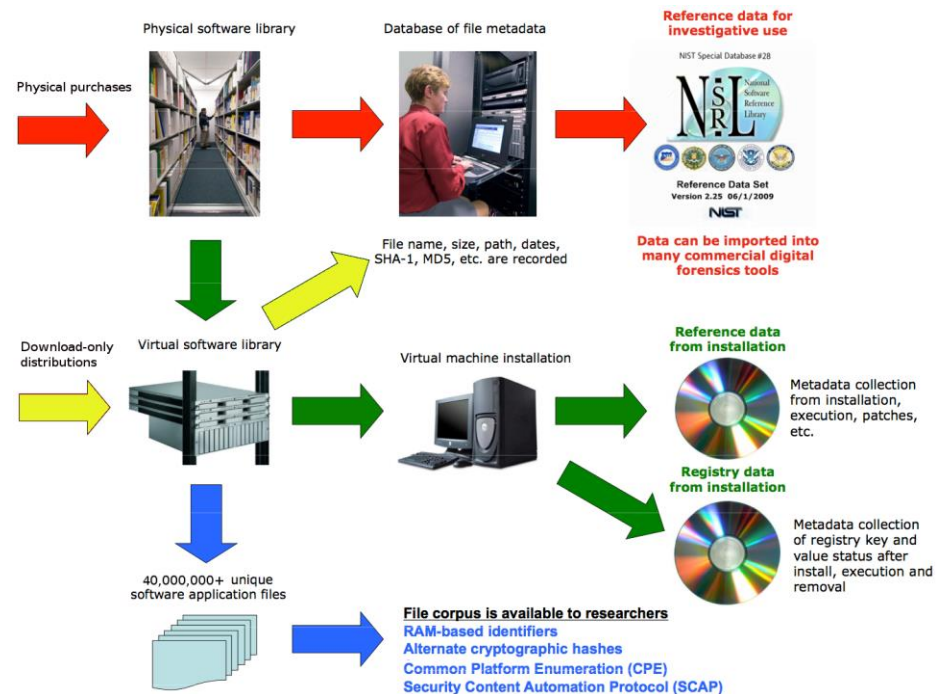 Physical software library
Database of file metadata
Reference data for
investigative use
Physical purchases
NIST Special Database #28
NSRL
National
Software
Reference
Library
Reference Data Set
Version 2.25 06/1/2009
NIST
File name, size, path, dates,
SHA-1, MD5, etc. are recorded
Data can be imported into
many commercial digital
forensics tools
Download-only
distributions
Virtual software library
Virtual machine installation
Reference data
from installation
Metadata collection
from installation,
execution, patches,
etc.
Registry data
from installation
Metadata collection
of registry key and
value status after
install, execution and
removal
40,000,000+ unique
software application files
File corpus is available to researchers
RAM-based identifiers
Alternate cryptographic hashes
Common Platform Enumeration (CPE)
Security Content Automation Protocol (SCAP)